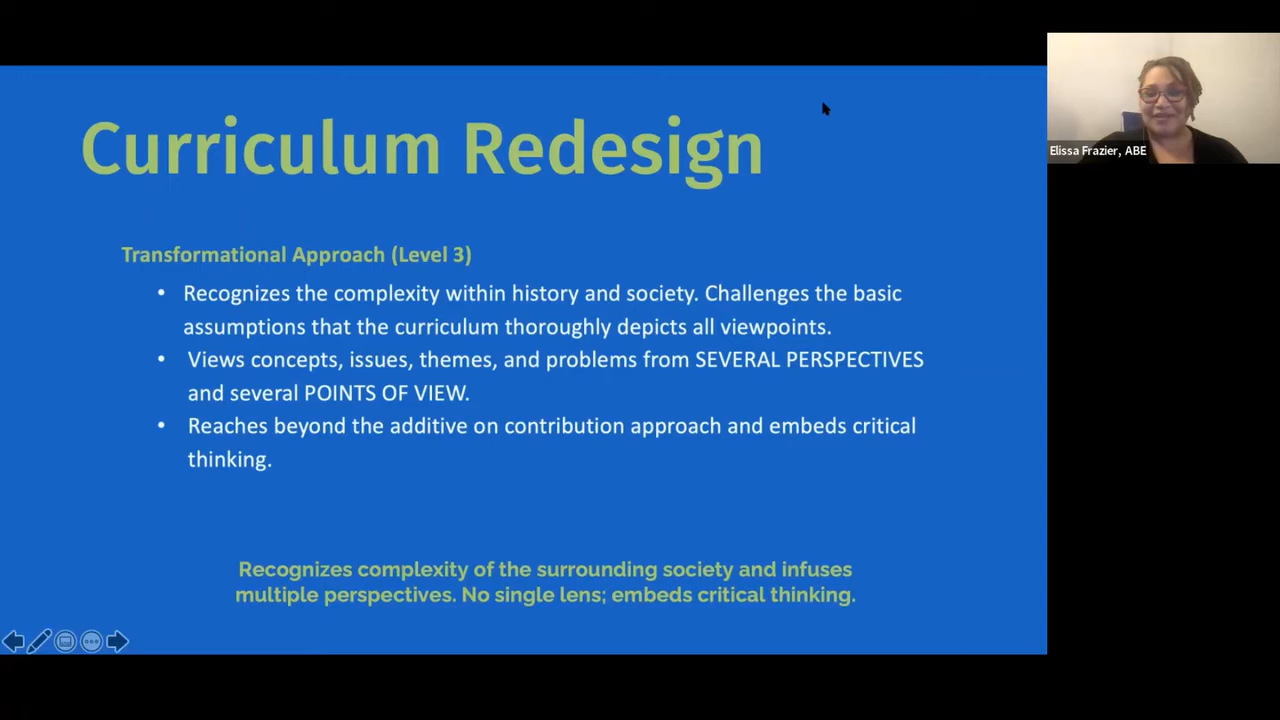 Curriculum Redesign
Elissa Frazier, ABE
Transformational Approach (Level 3)
• Recognizes the complexity within history and society. Challenges the basic
assumptions that the curriculum thoroughly depicts all viewpoints.
• Views concepts, issues, themes, and problems from SEVERAL PERSPECTIVES
and several POINTS OF VIEW.
• Reaches beyond the additive on contribution approach and embeds critical
thinking.
Recognizes complexity of the surrounding society and infuses
multiple perspectives. No single lens; embeds critical thinking.